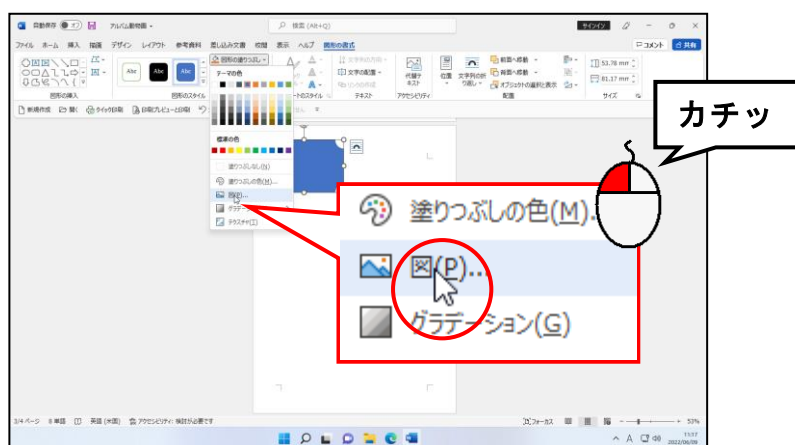 自動保存 オフ
アルバム動物園
検索 (Alt+Q)
サインイン
ファイル ホーム 挿入 描画 デザイン レイアウト 参考資料 差し込み文書 校閲 表示 ヘルプ 図形の書式
コメント 共有
図形の塗りつぶし
Abc Abc Abc
文字の配置
代替テキスト
位置 文字列の折り返し
前面へ移動
背面へ移動
オブジェクトの選択と表示
53.78 mm
81.17 mm
図形の挿入 図形のスタイル テキスト アクセシビリティ 配置 サイズ
新規作成 開く クイック印刷 印刷プレビューと印刷
テーマの色
標準の色
塗りつぶしなし(N)
塗りつぶしの色(M)...
図(P)...
テクスチャ(T)
カチッ
塗りつぶしの色(M)...
図(P)...
グラデーション(G)
3/4 ページ 8 単語 英語 (米国) アクセシビリティ: 検討が必要です
フォーカス
53%
A
15:17
2022/06/09